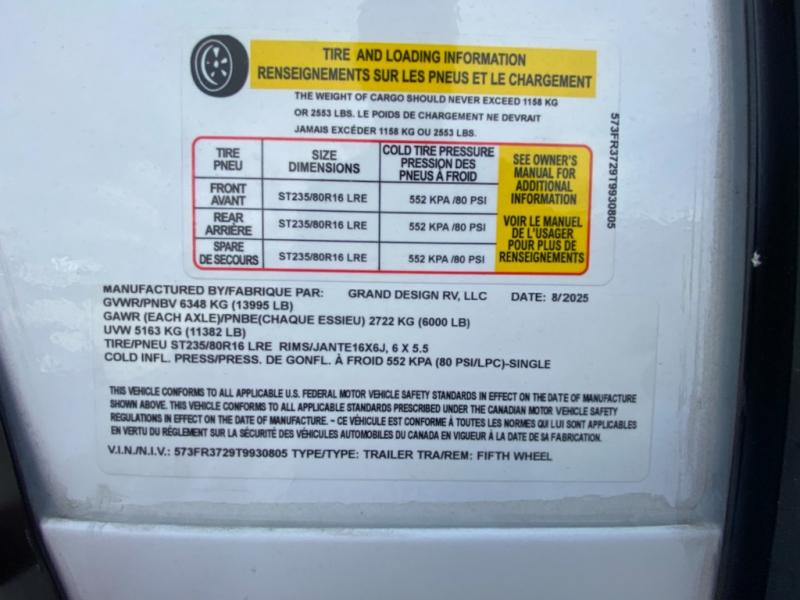 TIRE AND LOADING INFORMATION
RENSEIGNEMENTS SUR LES PNEUS ET LE CHARGEMENT
THE WEIGHT OF CARGO SHOULD NEVER EXCEED 1158 KG
OR 2553 LBS. LE POIDS DE CHARGEMENT NE DEVRAIT
JAMAIS EXCÉDER 1158 KG OU 2553 LBS.
TIRE
PNEU
SIZE
DIMENSIONS
COLD TIRE PRESSURE
PRESSION DES
PNEUS À FROID
SEE OWNER'S
MANUAL FOR
ADDITIONAL
INFORMATION
VOIR LE MANUEL
DE L'USAGER
POUR PLUS DE
RENSEIGNEMENTS
FRONT
AVANT
ST235/80R16 LRE
552 KPA /80 PSI
REAR
ARRIÈRE
ST235/80R16 LRE
552 KPA /80 PSI
SPARE
DE SECOURS
ST235/80R16 LRE
552 KPA /80 PSI
573FR3729T9930805
MANUFACTURED BY/FABRIQUE PAR: GRAND DESIGN RV, LLC DATE: 8/2025
GVWR/PNBV 6348 KG (13995 LB)
GAWR (EACH AXLE)/PNBE(CHAQUE ESSIEU) 2722 KG (6000 LB)
UVW 5163 KG (11382 LB)
TIRE/PNEU ST235/80R16 LRE RIMS/JANTE16X6J, 6 X 5.5
COLD INFL. PRESS/PRESS. DE GONFL. À FROID 552 KPA (80 PSI/LPC)-SINGLE
THIS VEHICLE CONFORMS TO ALL APPLICABLE U.S. FEDERAL MOTOR VEHICLE SAFETY STANDARDS IN EFFECT ON THE DATE OF MANUFACTURE
SHOWN ABOVE. THIS VEHICLE CONFORMS TO ALL APPLICABLE STANDARDS PRESCRIBED UNDER THE CANADIAN MOTOR VEHICLE SAFETY
REGULATIONS IN EFFECT ON THE DATE OF MANUFACTURE. - CE VÉHICULE EST CONFORME À TOUTES LES NORMES QUI LUI SONT APPLICABLES
EN VERTU DU RÉGLEMENT SUR LA SÉCURITÉ DES VÉHICULES AUTOMOBILES DU CANADA EN VIGUEUR À LA DATE DE SA FABRICATION.
V.I.N./N.I.V.: 573FR3729T9930805 TYPE/TYPE: TRAILER TRA/REM: FIFTH WHEEL